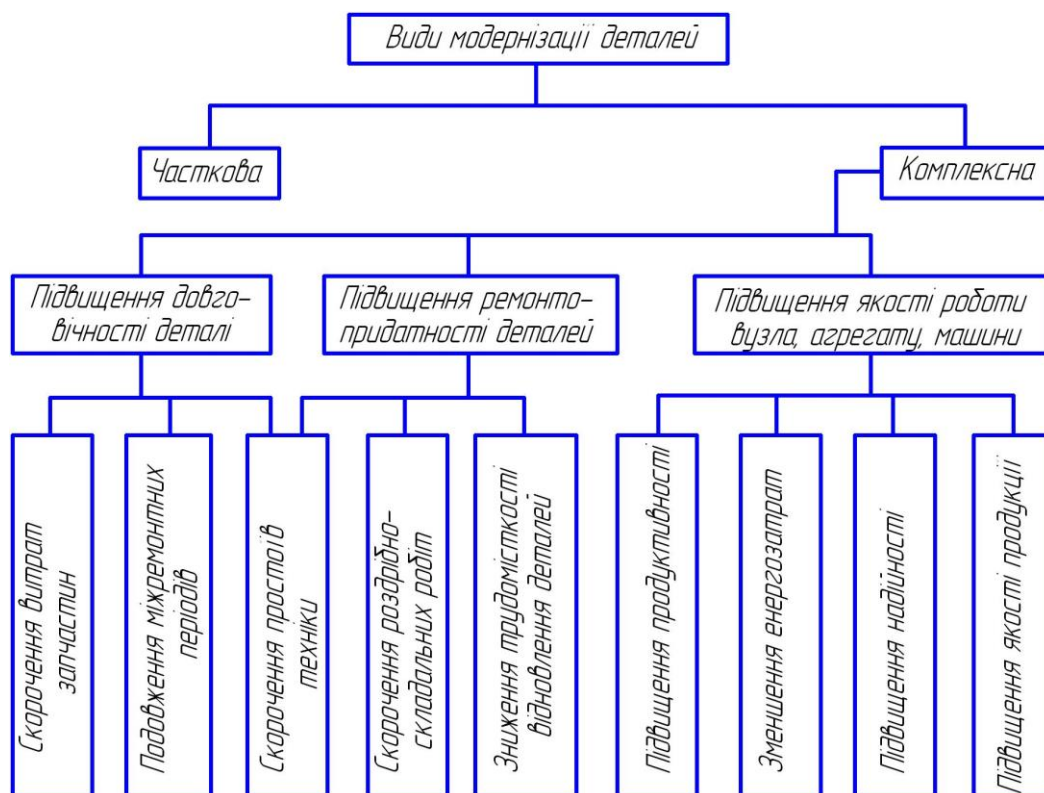 Види модернізації деталей
Часткова
Комплексна
Підвищення довго-
вічності деталі
Підвищення ремонто-
придатності деталей
Підвищення якості роботи
вузла, агрегату, машини
Скорочення витрат
запчастин
Подовження міжремонтних
періодів
Скорочення простоїв
техніки
Скорочення роздрібно-
складальних робіт
Зниження трудомісткості
відновлення деталей
Підвищення продуктивності
Зменшення енергозатрат
Підвищення надійності
Підвищення якості продукції